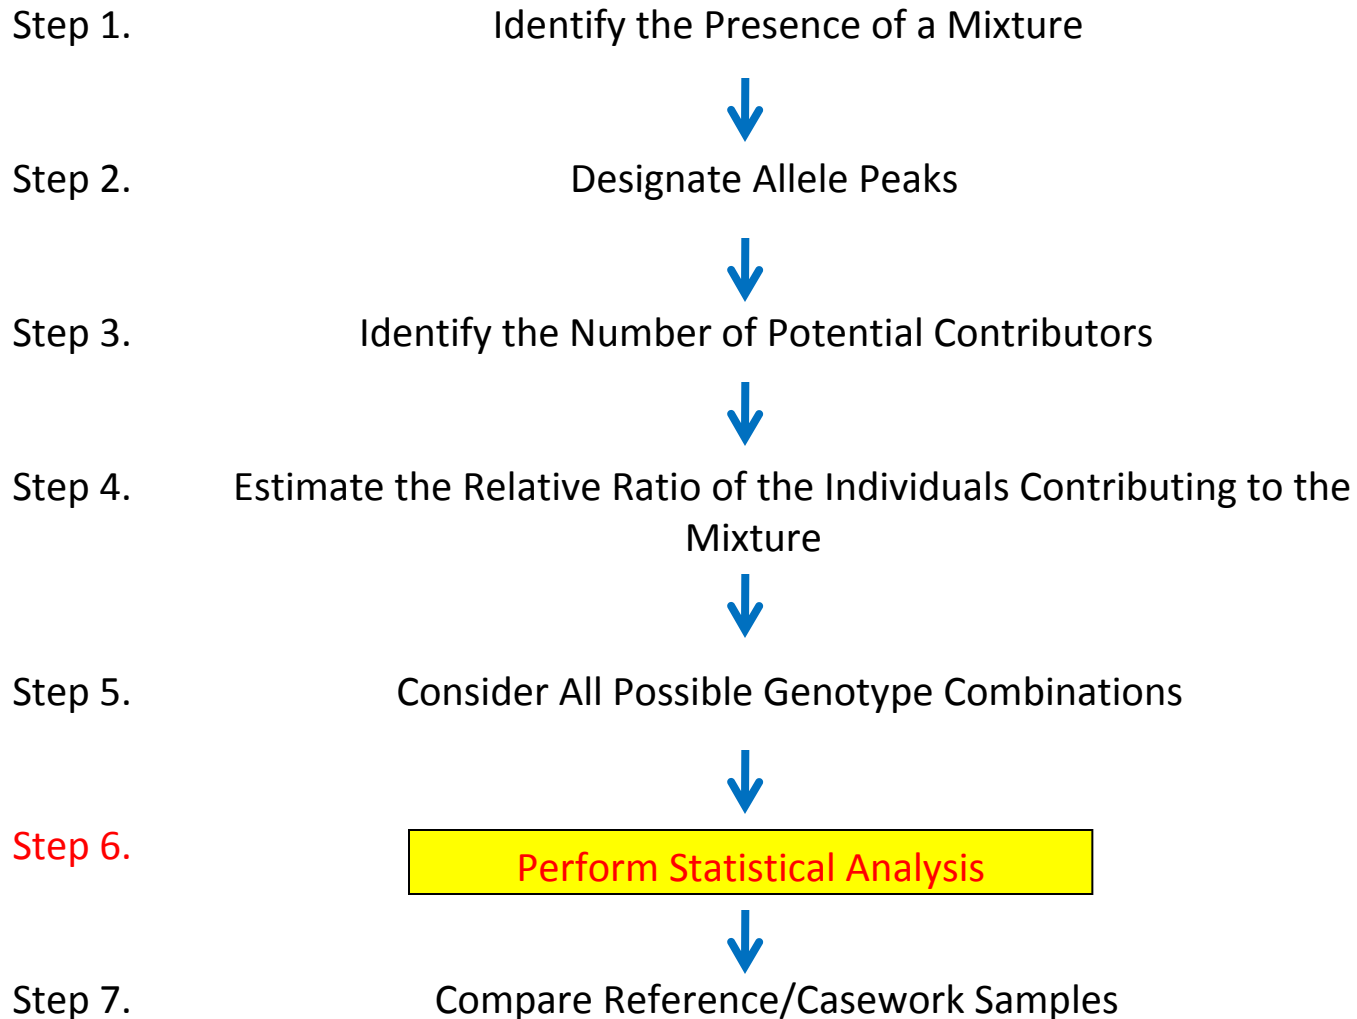 Step 1. Identify the Presence of a Mixture
Step 2. Designate Allele Peaks
Step 3. Identify the Number of Potential Contributors
Step 4. Estimate the Relative Ratio of the Individuals Contributing to the
Mixture
Step 5. Consider All Possible Genotype Combinations
Step 6. Perform Statistical Analysis
Step 7. Compare Reference/Casework Samples